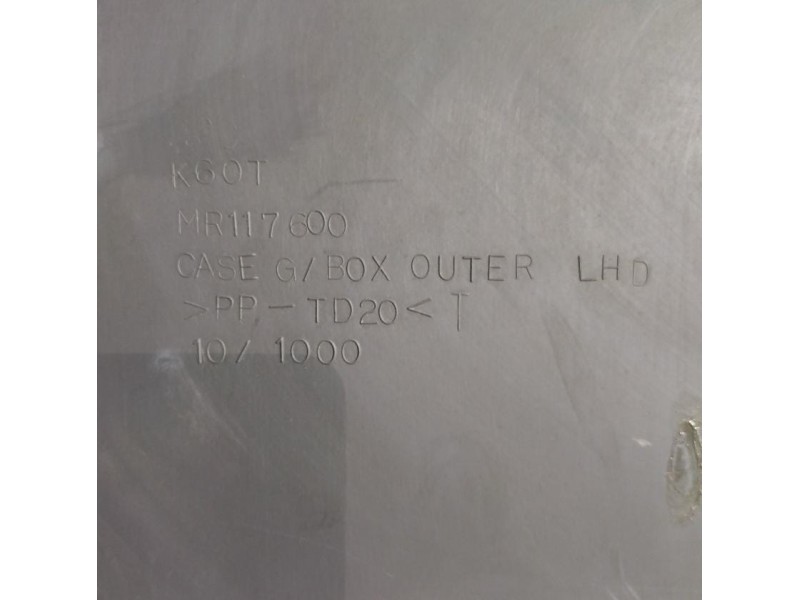 K60T
MR117600
CASE G/BOX OUTER LHD
>PP-TD20< T
10/ 1000